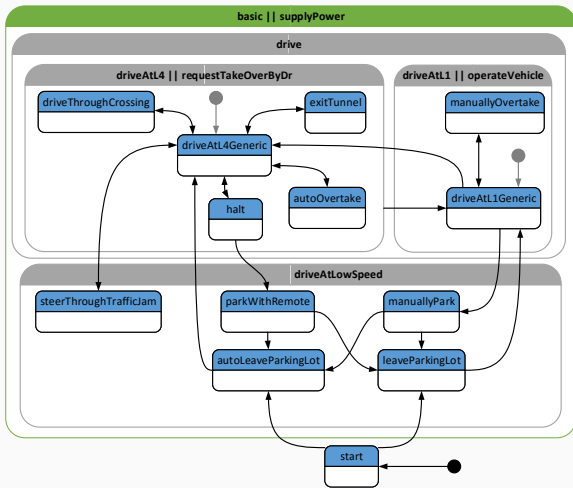 basic || supplyPower
drive
driveAtL4 || requestTakeOverByDr
driveAtL1 || operateVehicle
driveThroughCrossing
exitTunnel
manuallyOvertake
driveAtL4Generic
autoOvertake
driveAtL1Generic
halt
driveAtLowSpeed
steerThroughTrafficJam
parkWithRemote
manuallyPark
autoLeaveParkingLot
leaveParkingLot
start